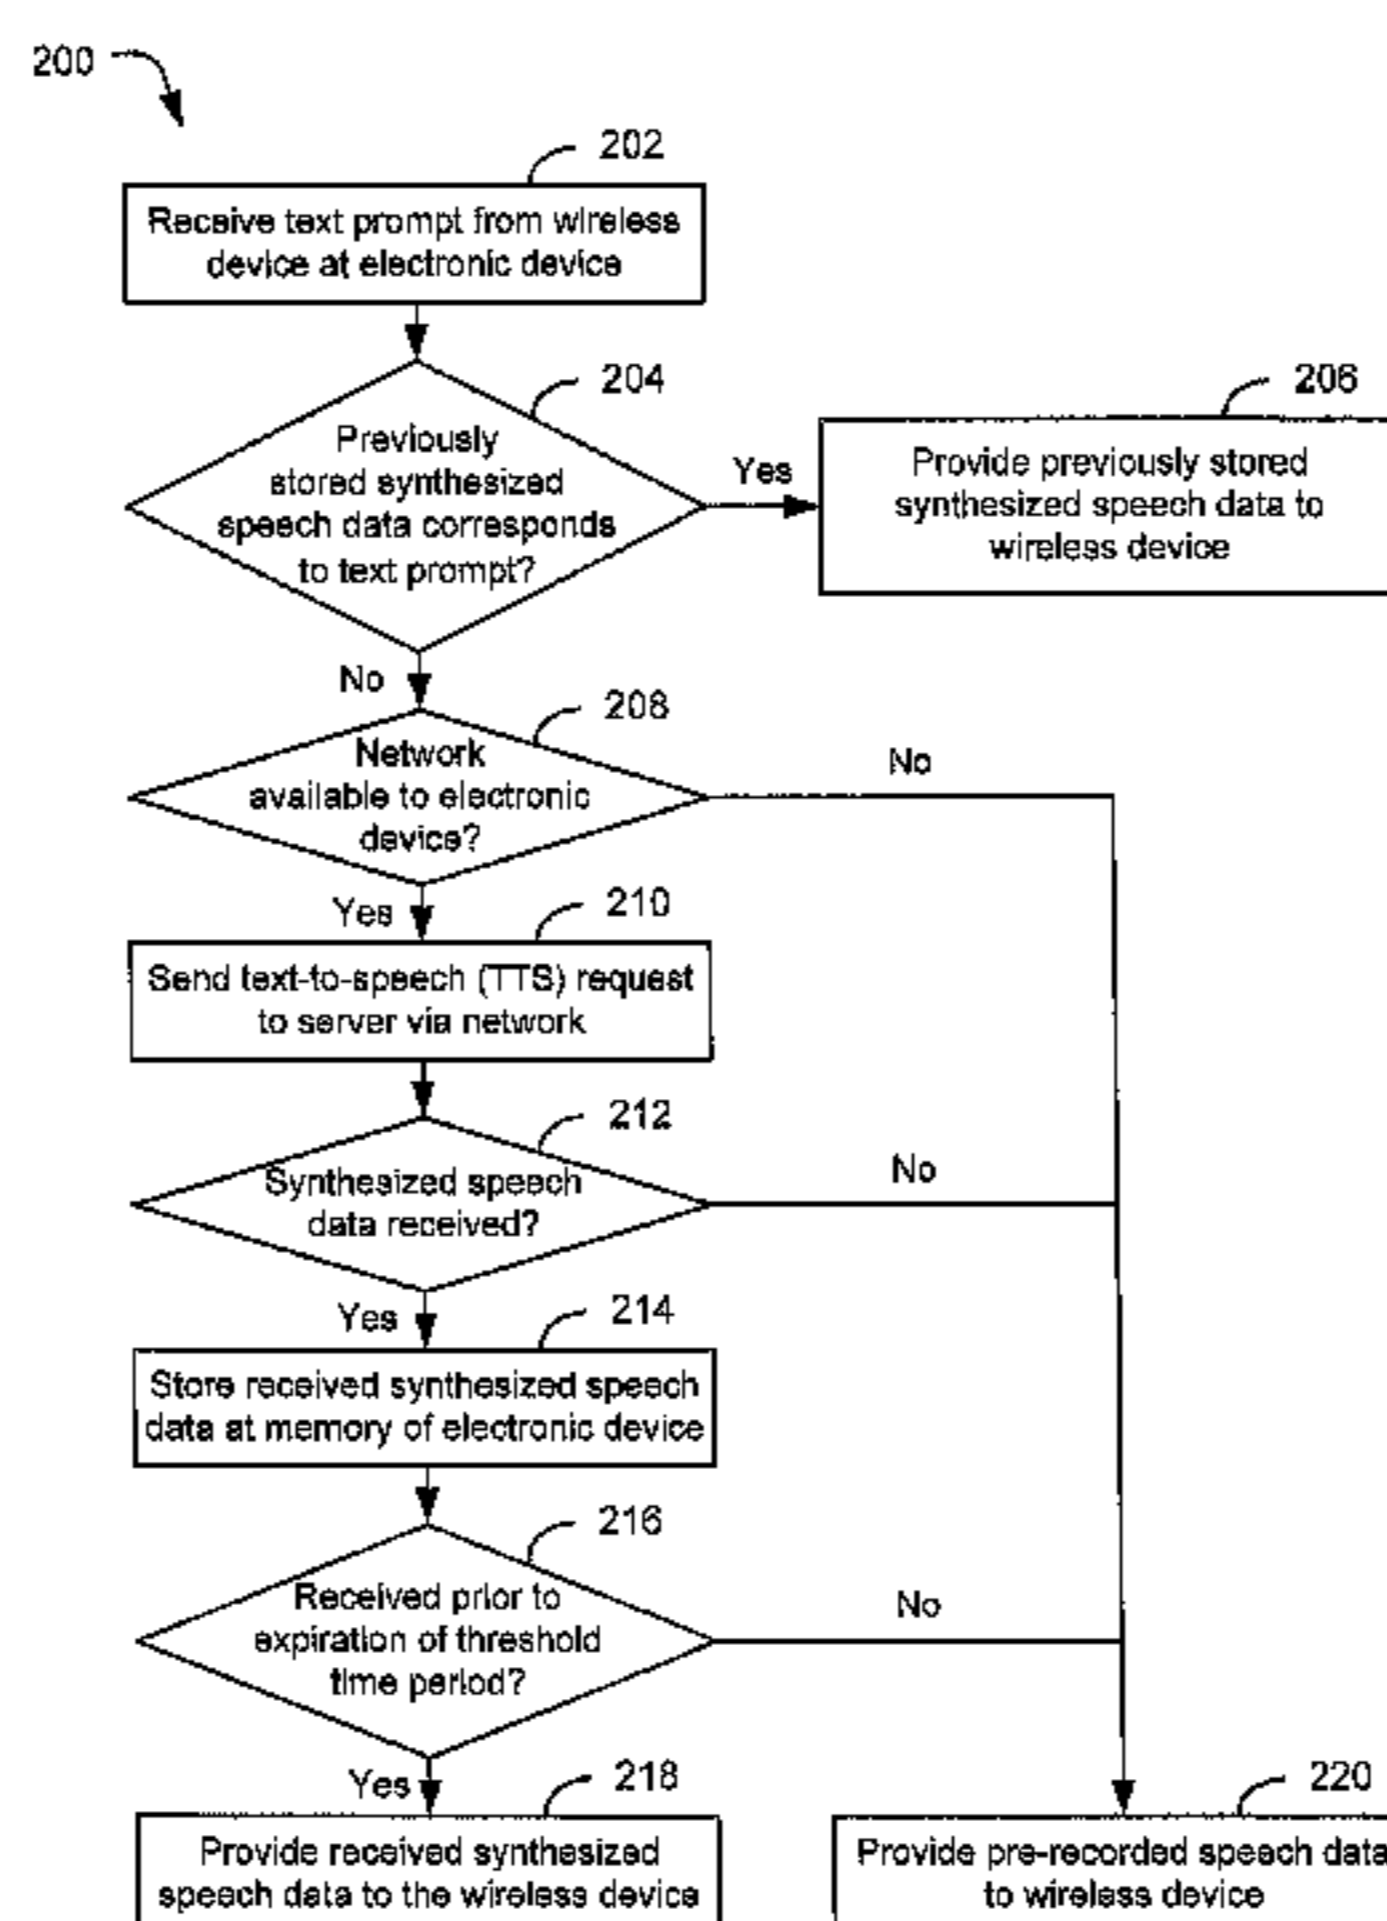 200
202
Receive text prompt from wireless
device at electronic device
204
Previously
stored synthesized
speech data corresponds
to text prompt?
Yes
206
Provide previously stored
synthesized speech data to
wireless device
No
208
Network
available to electronic
device?
No
Yes
210
Send text-to-speech (TTS) request
to server via network
212
Synthesized speech
data received?
No
Yes
214
Store received synthesized speech
data at memory of electronic device
216
Received prior to
expiration of threshold
time period?
No
Yes
218
Provide received synthesized
speech data to the wireless device
220
Provide pre-recorded speech data
to wireless device